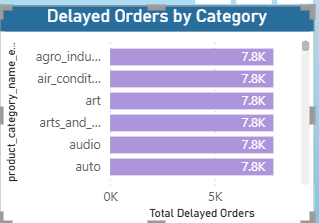 Delayed Orders by Category
product_category_name_e...
agro_indu... 7.8K
air_condit... 7.8K
art 7.8K
arts_and_... 7.8K
audio 7.8K
auto 7.8K
0K 5K
Total Delayed Orders